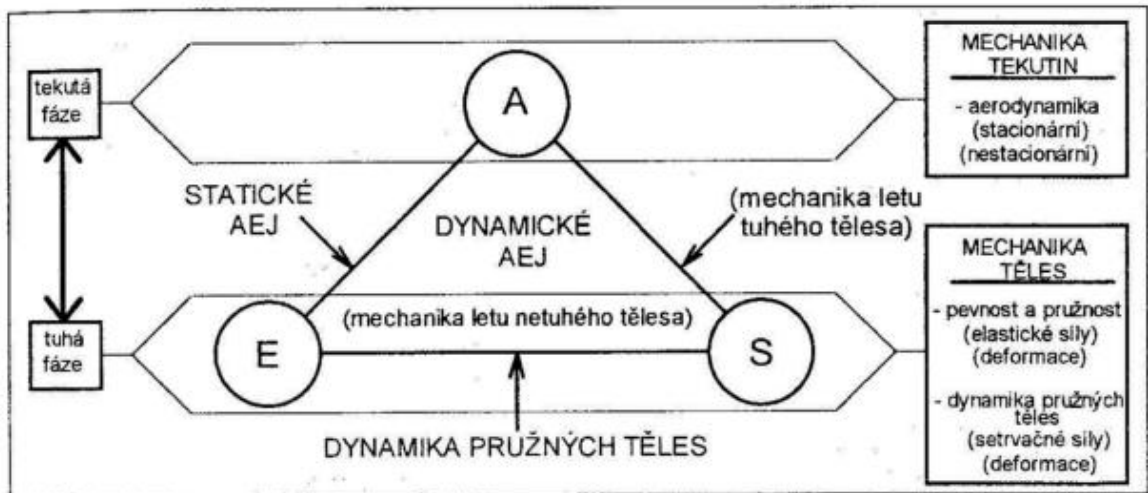 tekutá
fáze
A
MECHANIKA
TEKUTIN
- aerodynamika
(stacionární)
(nestacionární)
STATICKÉ
AEJ
DYNAMICKÉ
AEJ
(mechanika letu
tuhého tělesa)
tuhá
fáze
E
(mechanika letu netuhého tělesa)
S
DYNAMIKA PRUŽNÝCH TĚLES
MECHANIKA
TĚLES
- pevnost a pružnost
(elastické síly)
(deformace)
- dynamika pružných
těles
(setrvačné síly)
(deformace)